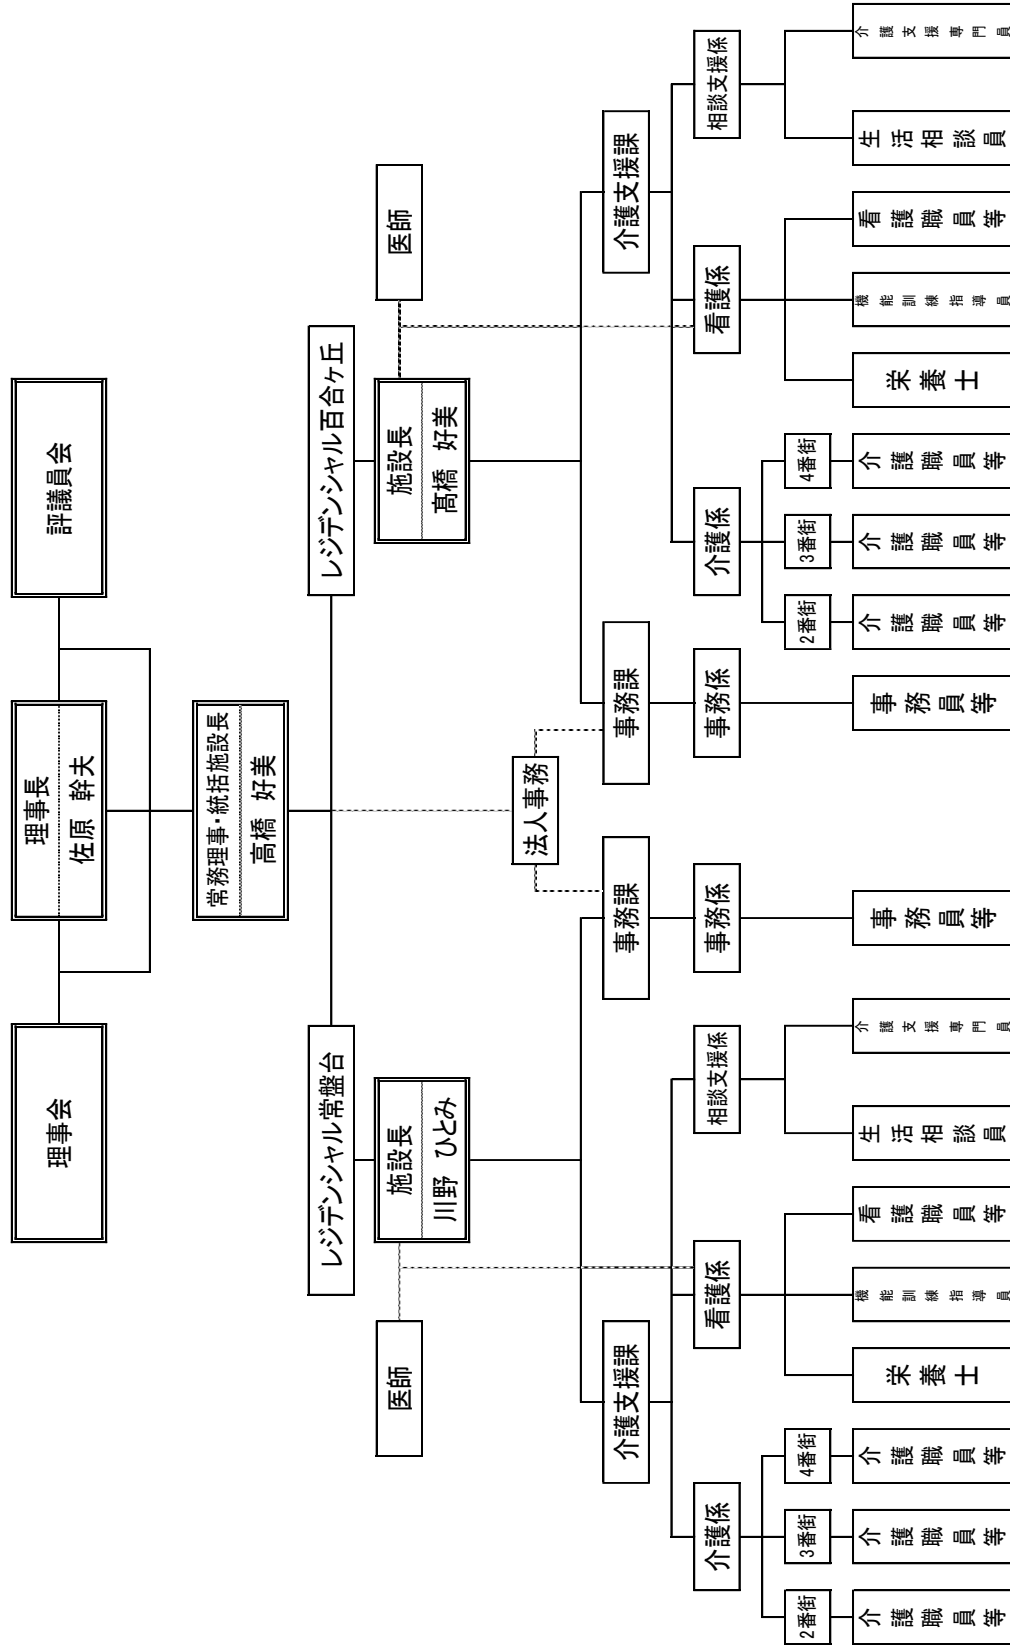 理事会
理事長
佐原 幹夫
評議員会
常務理事・統括施設長
高橋 好美
レジデンシャル常盤台
レジデンシャル百合ヶ丘
医師
施設長
川野 ひとみ
施設長
髙橋 好美
医師
法人事務
介護支援課
事務課
事務課
介護支援課
介護係
看護係
相談支援係
事務係
事務係
介護係
看護係
相談支援係
2番街
3番街
4番街
2番街
3番街
4番街
介護職員等
介護職員等
介護職員等
栄養士
機能訓練指導員
看護職員等
生活相談員
介護支援専門員
事務員等
事務員等
介護職員等
介護職員等
介護職員等
栄養士
機能訓練指導員
看護職員等
生活相談員
介護支援専門員